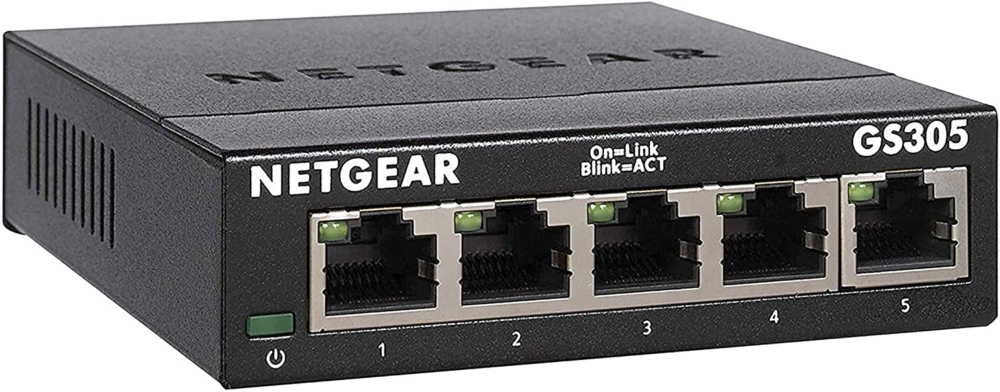 NETGEAR
NETGEAR
On=Link
Blink=ACT
GS305
1
2
3
4
5